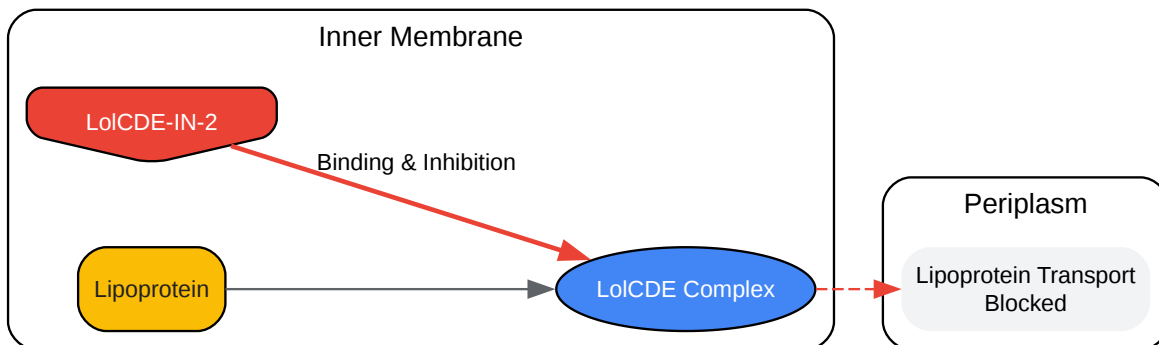 Inner Membrane
LolCDE-IN-2
Binding & Inhibition
Periplasm
Lipoprotein
LolCDE Complex
Lipoprotein Transport
Blocked